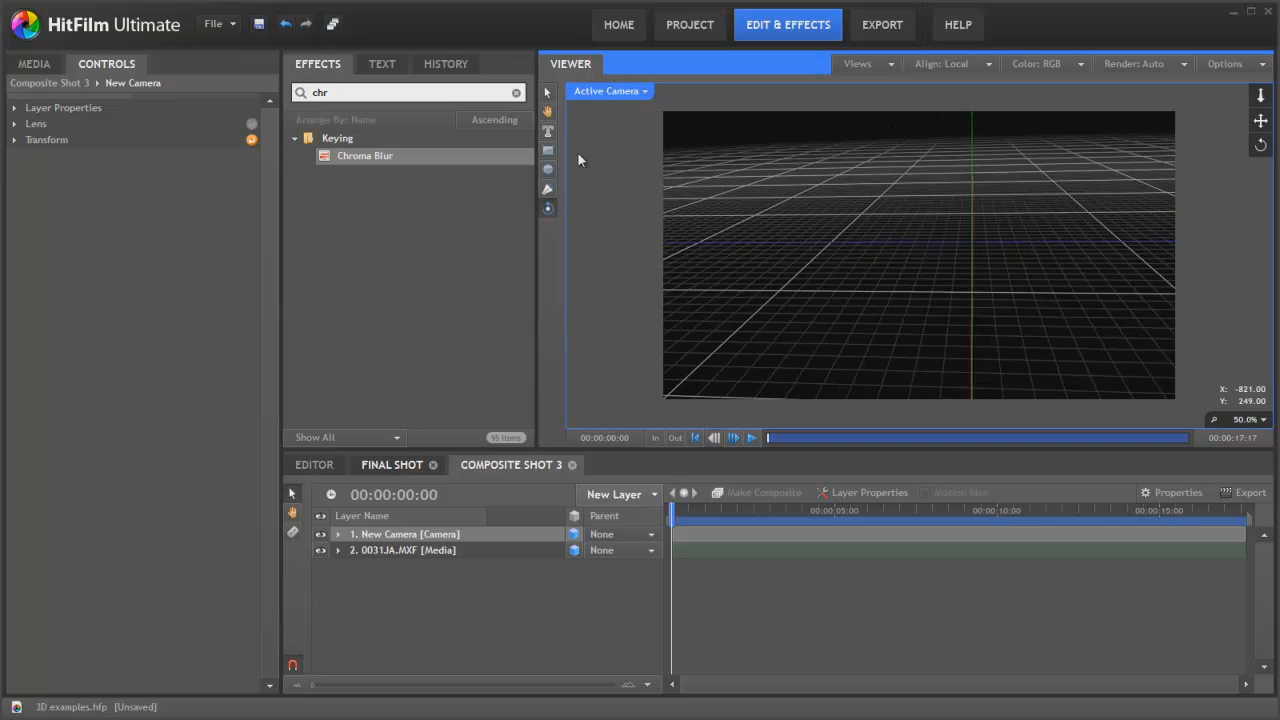 HitFilm Ultimate
File
HOME
PROJECT
EDIT & EFFECTS
EXPORT
HELP
MEDIA
CONTROLS
Composite Shot 3
New Camera
Layer Properties
Lens
Transform
EFFECTS
TEXT
HISTORY
chr
Arrange By: Name
Ascending
Keying
Chroma Blur
Show All
95 items
VIEWER
Views
Align: Local
Color: RGB
Render: Auto
Options
Active Camera
X: -821.00
Y: 249.00
50.0%
00:00:00:00
In
Out
00:00:17:17
EDITOR
FINAL SHOT
COMPOSITE SHOT 3
00:00:00:00
New Layer
Make Composite
Layer Properties
Motion Blur
Properties
Export
Layer Name
Parent
00:00:05:00
00:00:10:00
00:00:15:00
1. New Camera [Camera]
None
2. 0031JA.MXF [Media]
None
3D examples.hfp
[Unsaved]